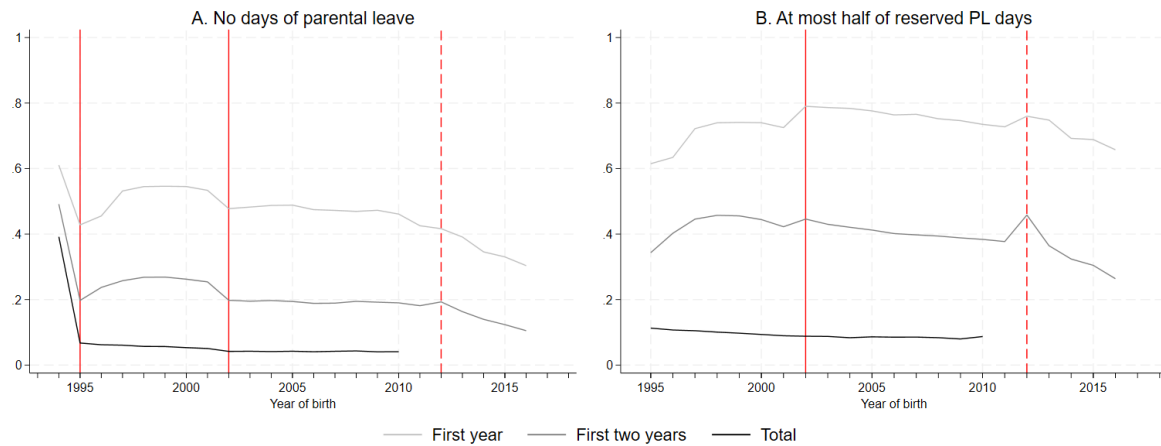 A. No days of parental leave
1
.8
.6
.4
.2
0
1995 2000 2005 2010 2015
Year of birth
B. At most half of reserved PL days
1
.8
.6
.4
.2
0
1995 2000 2005 2010 2015
Year of birth
First year First two years Total